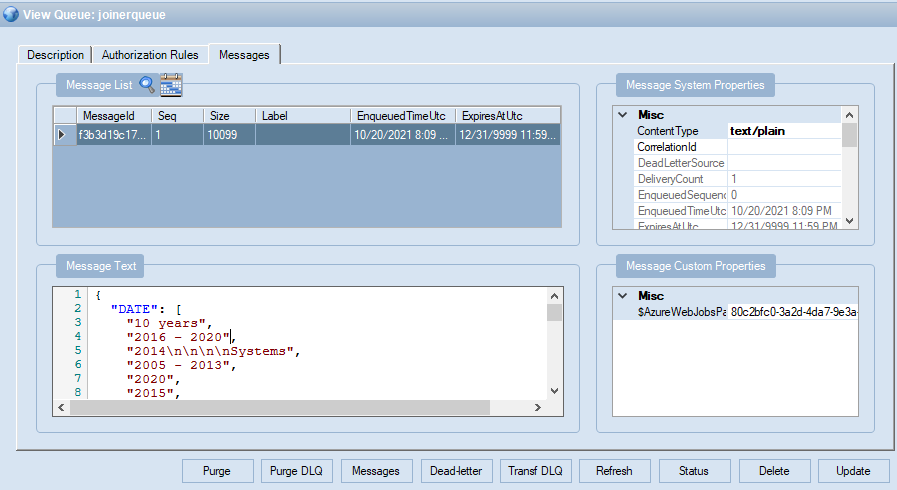 View Queue: joinerqueue
Description Authorization Rules Messages
Message List
MessageId Seq Size Label EnqueuedTimeUtc ExpiresAtUtc
f3b3d19c17... 1 10099 10/20/2021 8:09 ... 12/31/9999 11:59...
Message System Properties
Misc
ContentType text/plain
CorrelationId
DeadLetterSource
DeliveryCount 1
EnqueuedSequenc 0
EnqueuedTimeUtc 10/20/2021 8:09 PM
ExpiresAtUtc 12/31/9999 11:59 PM
Message Text
1 {
2 "DATE": [
3 "10 years",
4 "2016 - 2020",
5 "2014\n\n\n\nSystems",
6 "2005 - 2013",
7 "2020",
8 "2015",
Message Custom Properties
Misc
$AzureWebJobsPa 80c2bfc0-3a2d-4da7-9e3a-
Purge Purge DLQ Messages Dead-letter Transf DLQ Refresh Status Delete Update